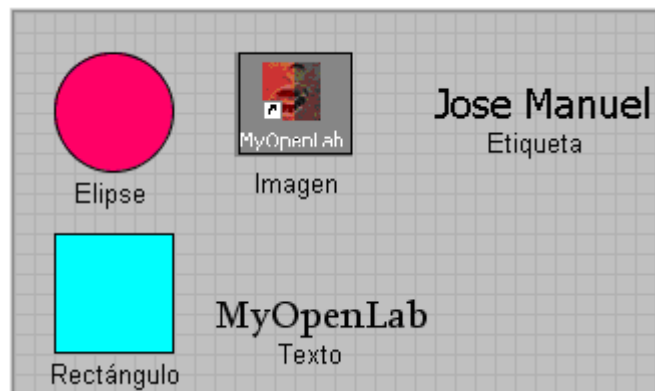 MyOpenLab
Jose Manuel
Etiqueta
Elipse
Imagen
MyOpenLab
Texto
Rectángulo